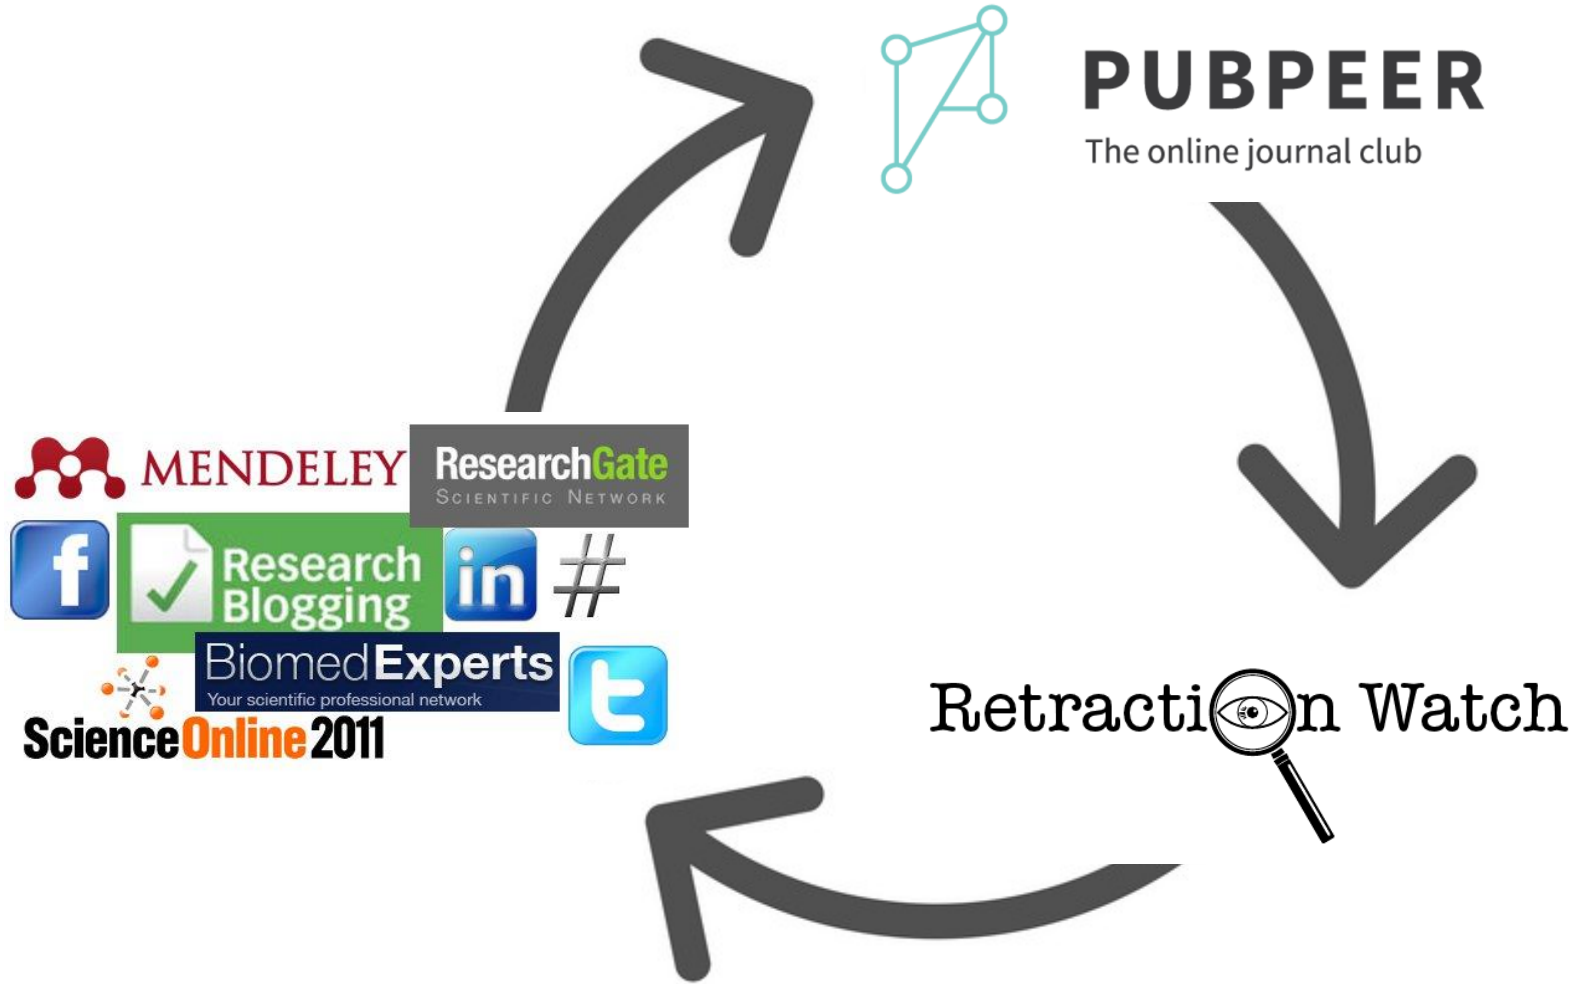 PUBPEER
The online journal club
MENDELEY
ResearchGate
SCIENTIFIC NETWORK
f
Research
Blogging
in
#
BiomedExperts
Your scientific professional network
t
ScienceOnline2011
Retraction Watch